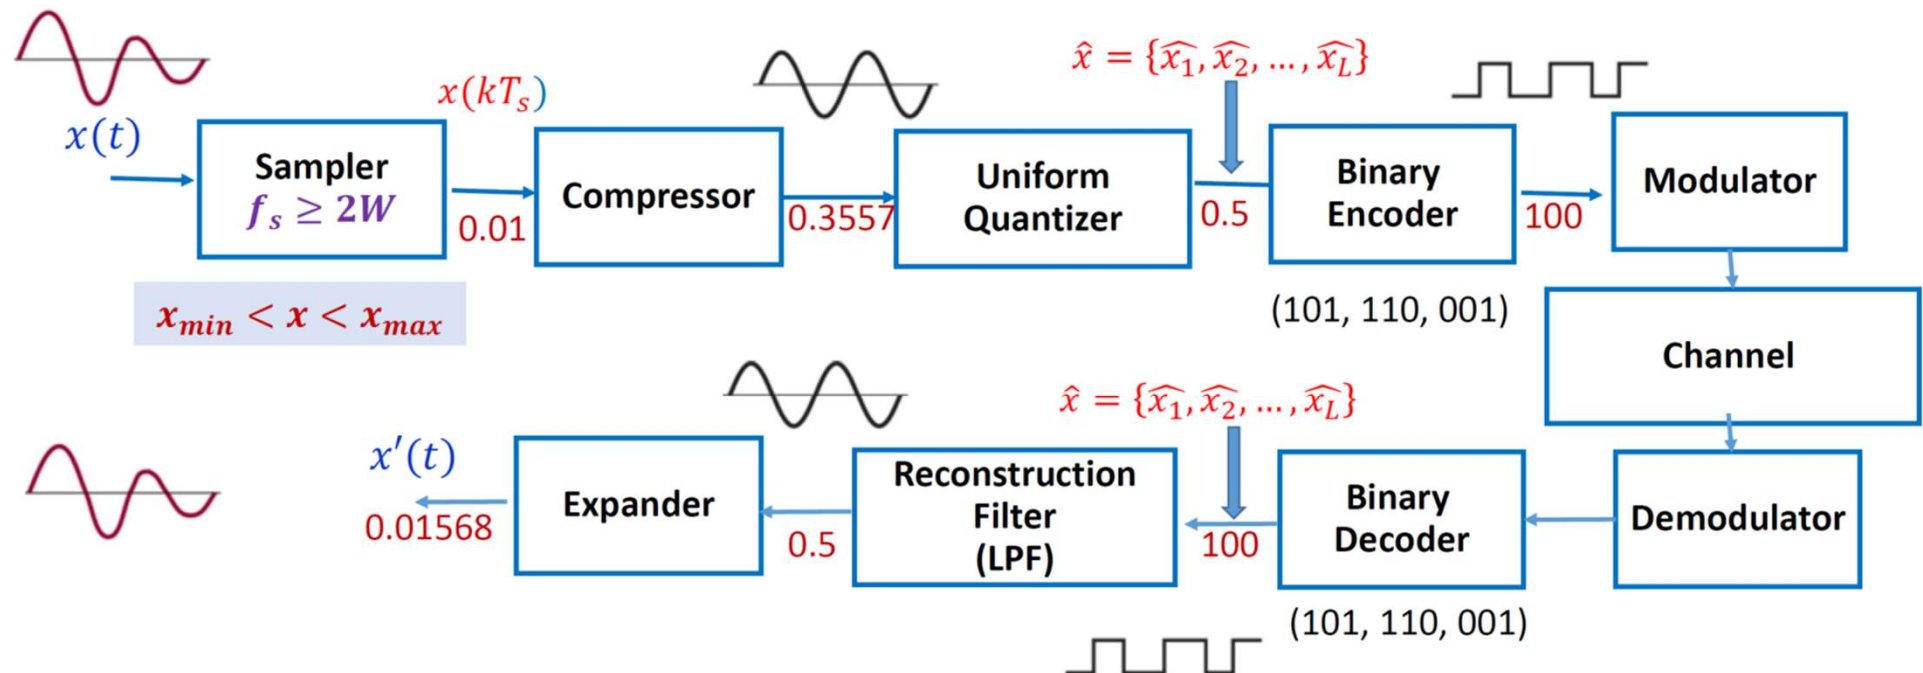 x(t)
Sampler
f_s ≥ 2W
x(kT_s)
0.01
Compressor
0.3557
Uniform
Quantizer
x̂ = {x̂₁, x̂₂, …, x̂_L}
0.5
Binary
Encoder
100
(101, 110, 001)
Modulator
x_min < x < x_max
Channel
Demodulator
Binary
Decoder
(101, 110, 001)
x̂ = {x̂₁, x̂₂, …, x̂_L}
100
Reconstruction
Filter
(LPF)
0.5
Expander
x′(t)
0.01568